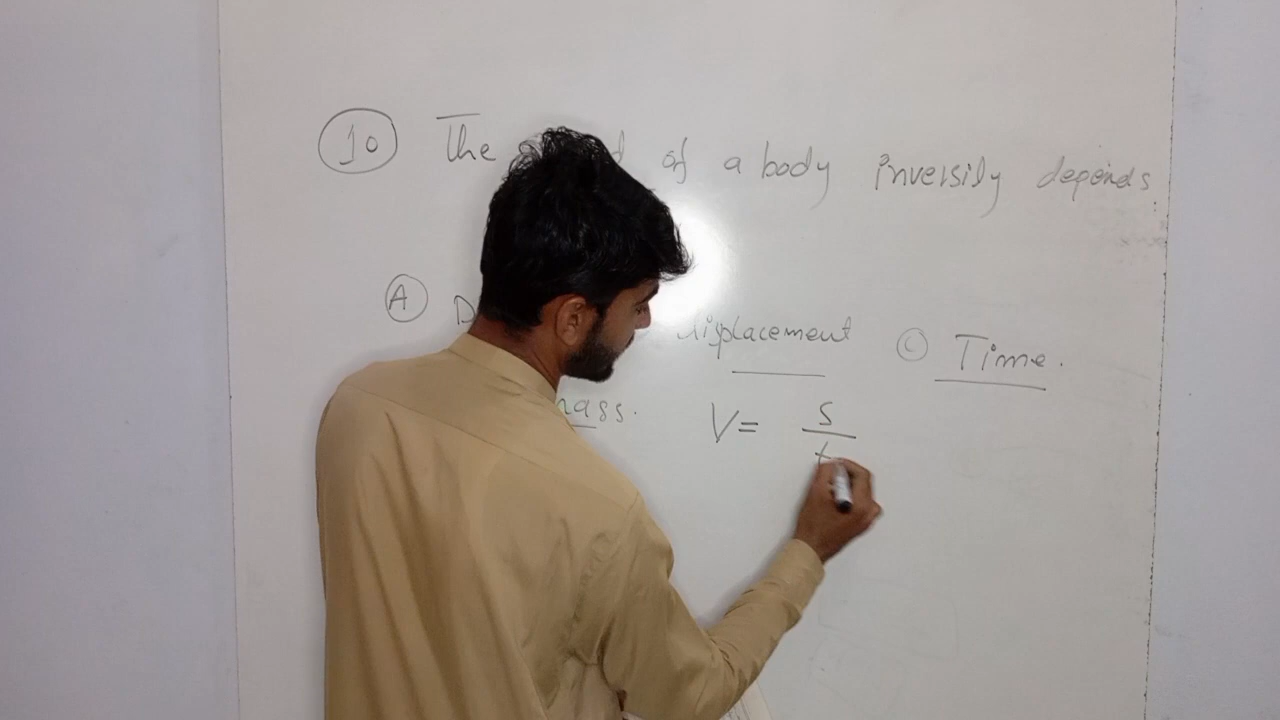 10 The of a body inversily depends
A displacement C Time.
mass. V = S / t